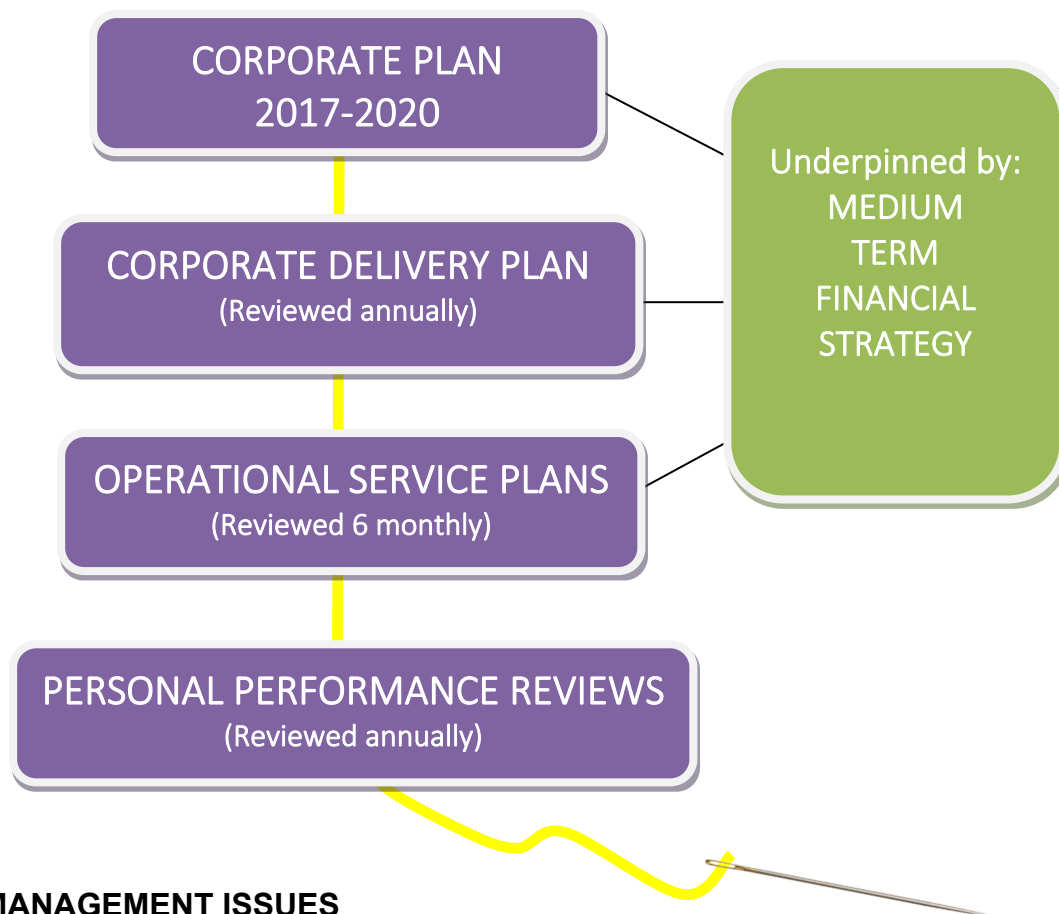 CORPORATE PLAN
2017-2020
Underpinned by:
MEDIUM
TERM
FINANCIAL
STRATEGY
CORPORATE DELIVERY PLAN
(Reviewed annually)
OPERATIONAL SERVICE PLANS
(Reviewed 6 monthly)
PERSONAL PERFORMANCE REVIEWS
(Reviewed annually)
MANAGEMENT ISSUES